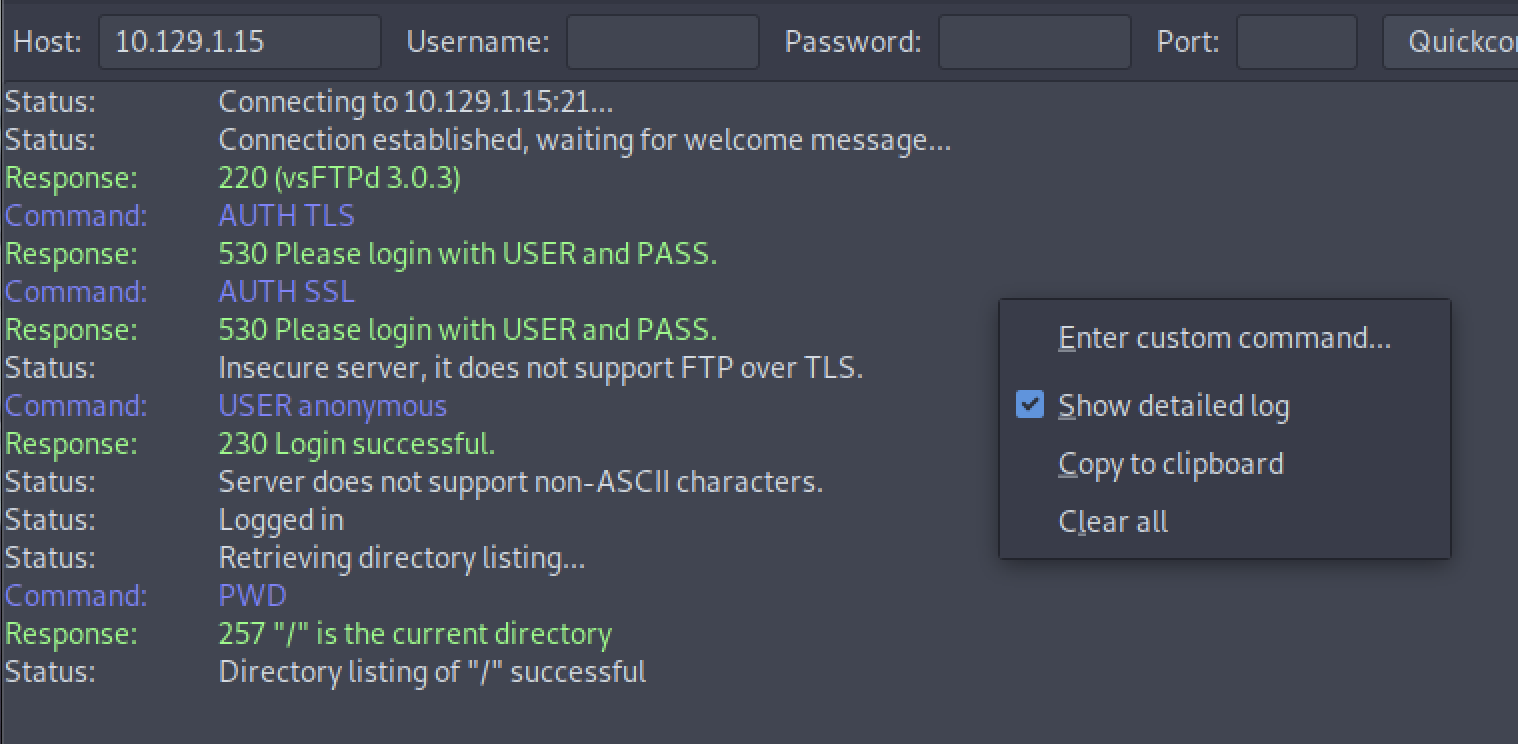 Host: 10.129.1.15 Username: Password: Port: Quickco
Status: Connecting to 10.129.1.15:21...
Status: Connection established, waiting for welcome message...
Response: 220 (vsFTPd 3.0.3)
Command: AUTH TLS
Response: 530 Please login with USER and PASS.
Command: AUTH SSL
Response: 530 Please login with USER and PASS.
Status: Insecure server, it does not support FTP over TLS.
Command: USER anonymous
Response: 230 Login successful.
Status: Server does not support non-ASCII characters.
Status: Logged in
Status: Retrieving directory listing...
Command: PWD
Response: 257 "/" is the current directory
Status: Directory listing of "/" successful
Enter custom command...
Show detailed log
Copy to clipboard
Clear all